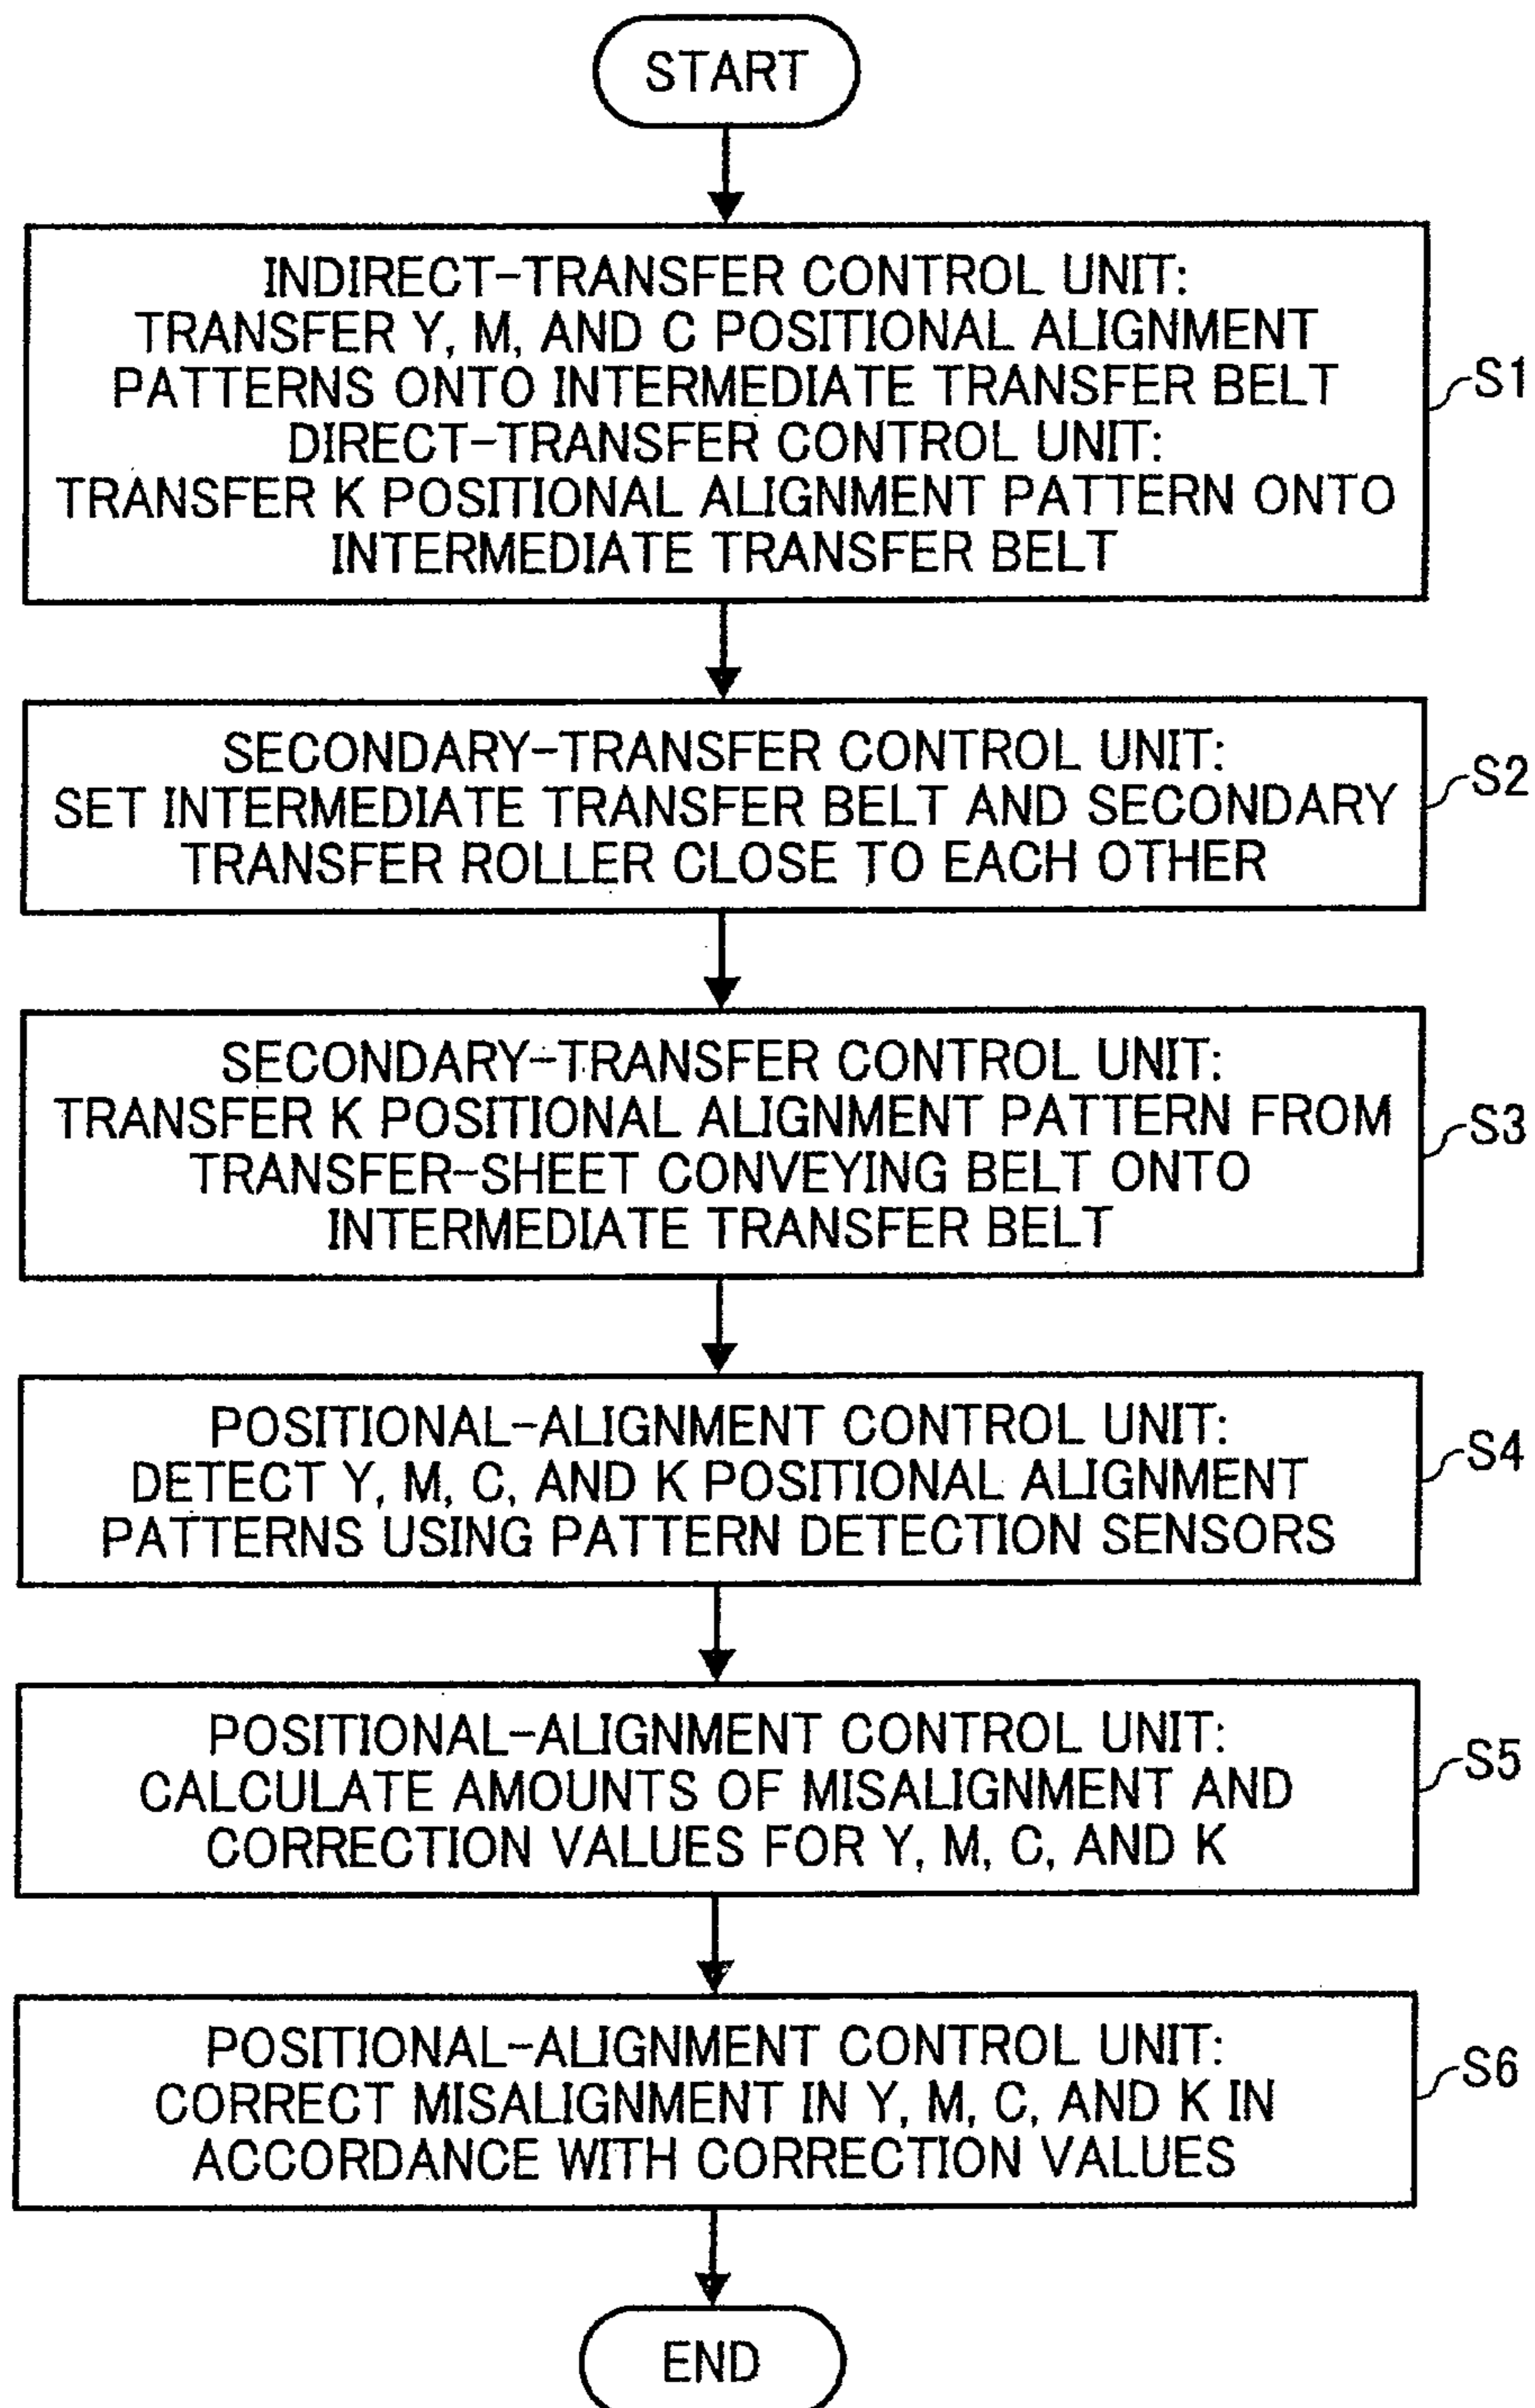 START
INDIRECT-TRANSFER CONTROL UNIT:
TRANSFER Y, M, AND C POSITIONAL ALIGNMENT
PATTERNS ONTO INTERMEDIATE TRANSFER BELT
DIRECT-TRANSFER CONTROL UNIT:
TRANSFER K POSITIONAL ALIGNMENT PATTERN ONTO
INTERMEDIATE TRANSFER BELT
S1
SECONDARY-TRANSFER CONTROL UNIT:
SET INTERMEDIATE TRANSFER BELT AND SECONDARY
TRANSFER ROLLER CLOSE TO EACH OTHER
S2
SECONDARY-TRANSFER CONTROL UNIT:
TRANSFER K POSITIONAL ALIGNMENT PATTERN FROM
TRANSFER-SHEET CONVEYING BELT ONTO
INTERMEDIATE TRANSFER BELT
S3
POSITIONAL-ALIGNMENT CONTROL UNIT:
DETECT Y, M, C, AND K POSITIONAL ALIGNMENT
PATTERNS USING PATTERN DETECTION SENSORS
S4
POSITIONAL-ALIGNMENT CONTROL UNIT:
CALCULATE AMOUNTS OF MISALIGNMENT AND
CORRECTION VALUES FOR Y, M, C, AND K
S5
POSITIONAL-ALIGNMENT CONTROL UNIT:
CORRECT MISALIGNMENT IN Y, M, C, AND K IN
ACCORDANCE WITH CORRECTION VALUES
S6
END